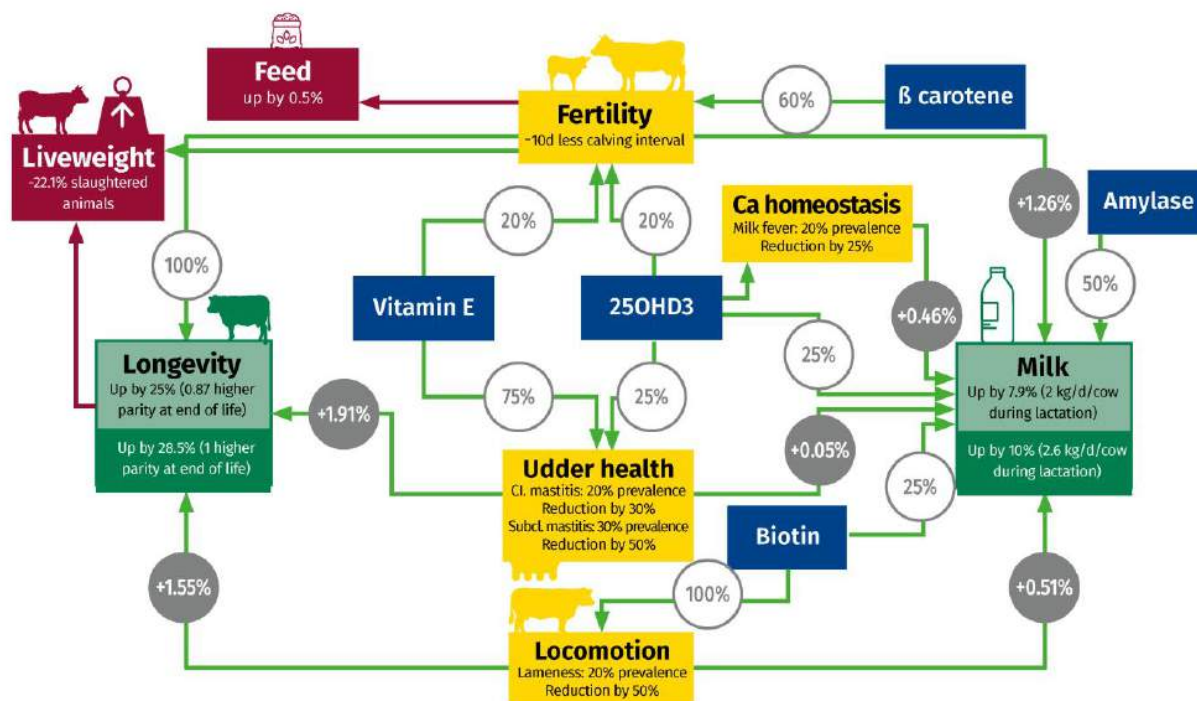 Feed
up by 0.5%
Fertility
~10d less calving interval
60%
ß carotene
Liveweight
-22.1% slaughtered
animals
20%
20%
Ca homeostasis
Milk fever: 20% prevalence
Reduction by 25%
+1.26%
Amylase
100%
50%
Vitamin E
25OHD3
+0.46%
25%
Longevity
Up by 25% (0.87 higher
parity at end of life)
Up by 28.5% (1 higher
parity at end of life)
+1.91%
75%
25%
Milk
Up by 7.9% (2 kg/d/cow
during lactation)
Up by 10% (2.6 kg/d/cow
during lactation)
+0.05%
Udder health
Cl. mastitis: 20% prevalence
Reduction by 30%
Subcl. mastitis: 30% prevalence
Reduction by 50%
25%
Biotin
+1.55%
100%
+0.51%
Locomotion
Lameness: 20% prevalence
Reduction by 50%